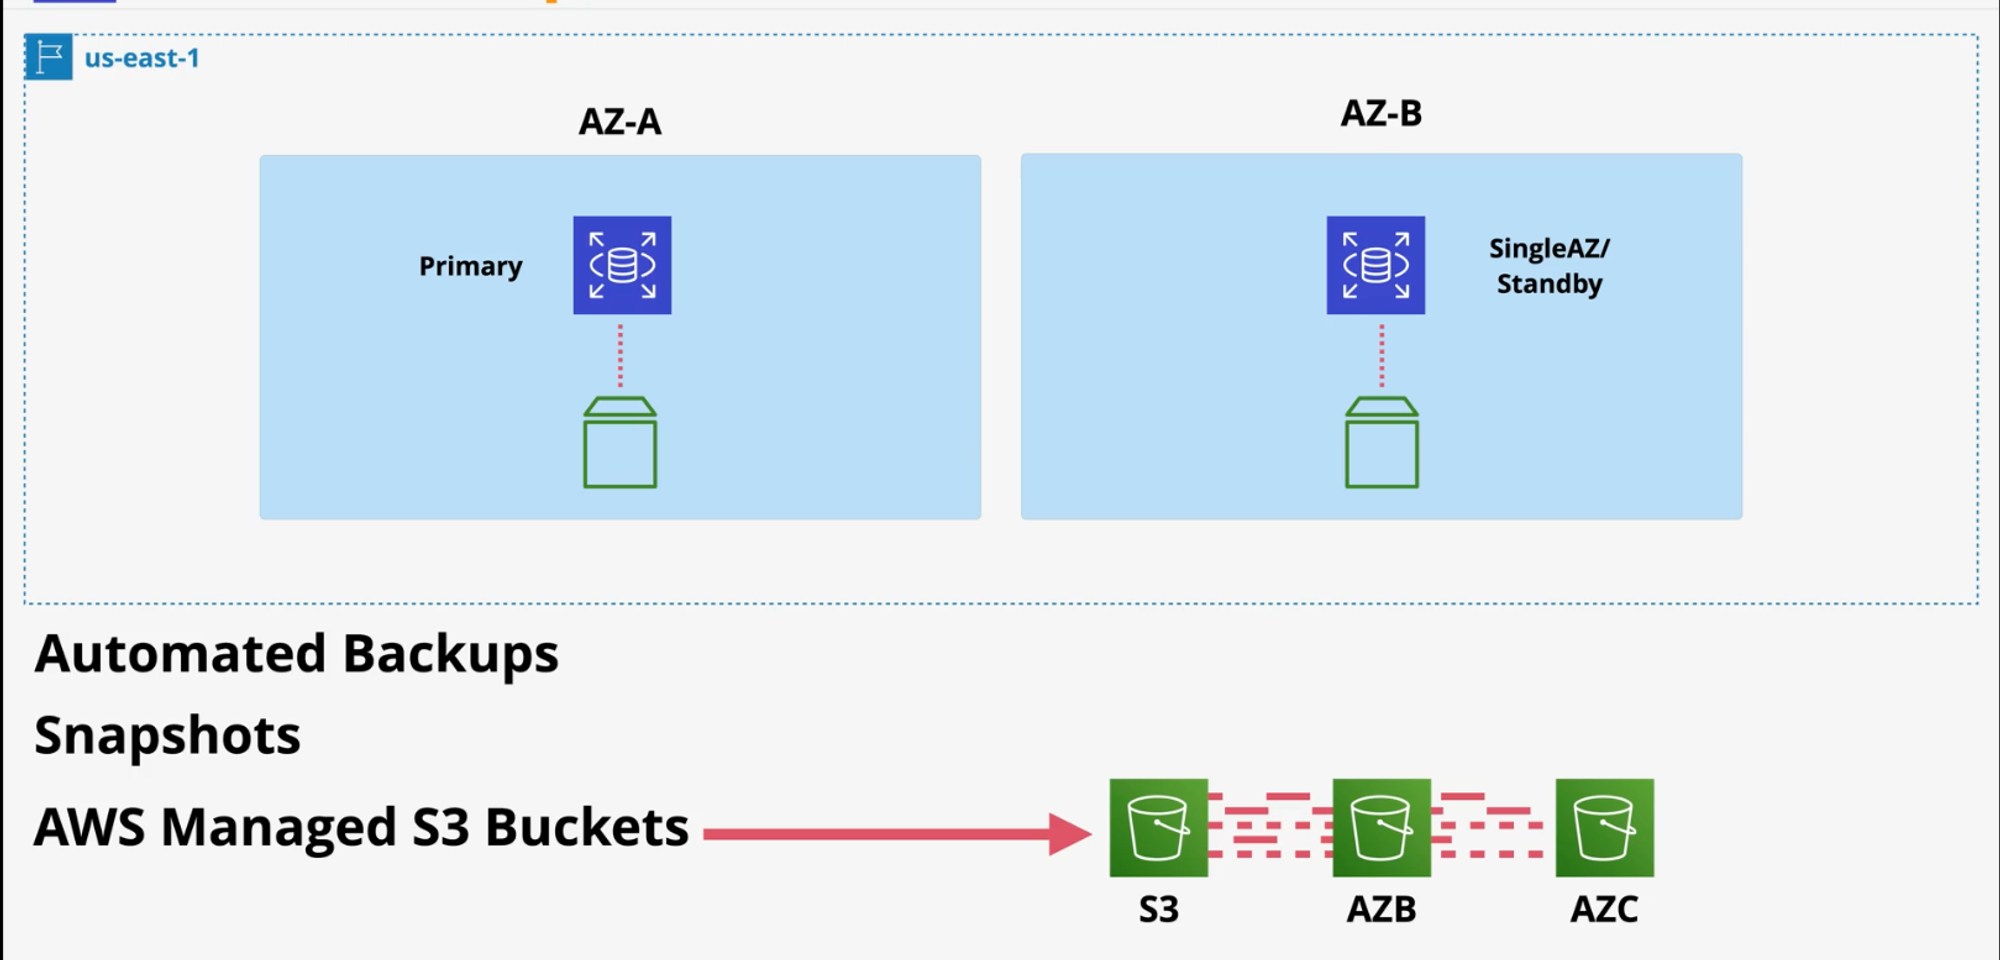 us-east-1
AZ-A
AZ-B
Primary
SingleAZ/
Standby
Automated Backups
Snapshots
AWS Managed S3 Buckets
S3
AZB
AZC